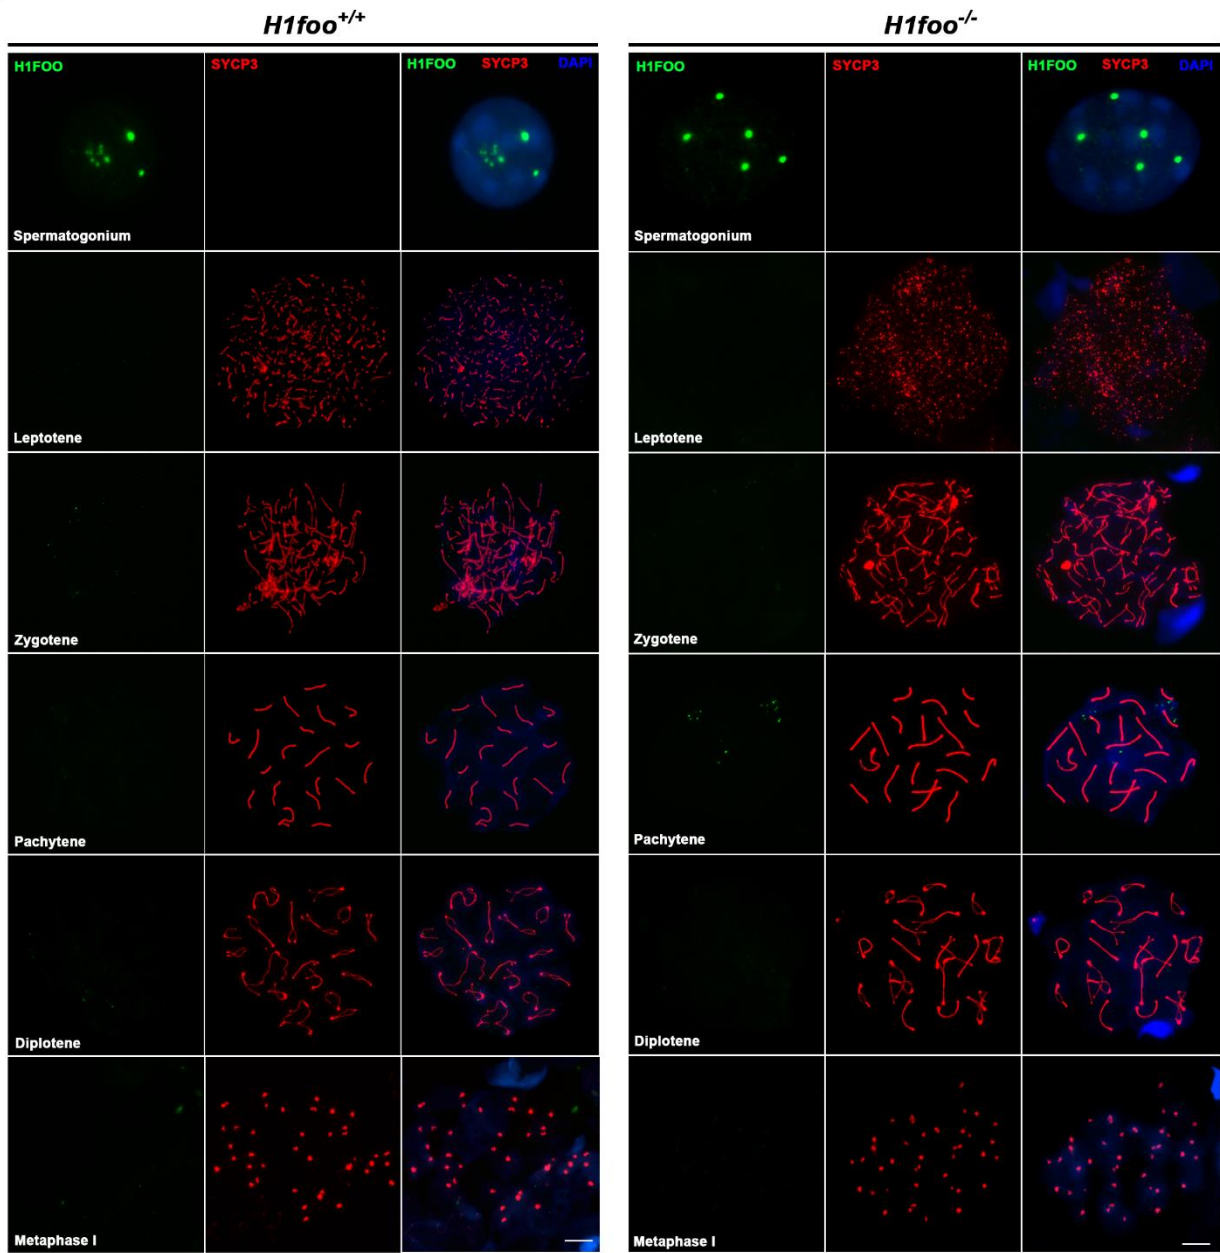 H1foo+/+ H1foo-/-
H1FOO SYCP3 H1FOO SYCP3 DAPI SYCP3 H1FOO SYCP3 DAPI
Spermatogonium Spermatogonium
Leptotene Leptotene
Zygotene Zygotene
Pachytene Pachytene
Diplotene Diplotene
Metaphase I Metaphase I